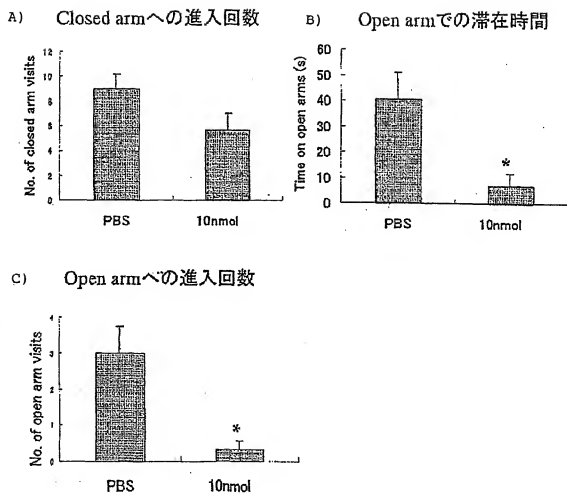 A) Closed armへの進入回数
No. of closed arm visits
12
10
8
6
4
2
0
PBS 10nmol
B) Open armでの滞在時間
Time on open arms (s)
60
50
40
30
20
10
0
*
PBS 10nmol
C) Open armへの進入回数
No. of open arm visits
4
3
2
1
0
*
PBS 10nmol